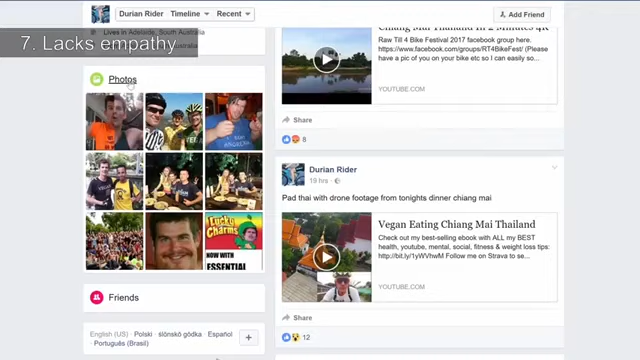 Durian Rider
Timeline
Recent
Add Friend
Lives in Adelaide, South Australia
7. Lacks empathy
Photos
Chiang Mai Thailand In 2 Minutes 4K
Raw Till 4 Bike Festival 2017 facebook group here.
https://www.facebook.com/groups/RT4BikeFest/ (Please
have a pic of you on your bike etc so I can easily so...
YOUTUBE.COM
Share
8
Durian Rider
19 hrs
Pad thai with drone footage from tonights dinner chiang mai
Vegan Eating Chiang Mai Thailand
Check out my best-selling ebook with ALL my BEST
health, youtube, mental, social, fitness & weight loss tips:
http://bit.ly/1yWVhwM Follow me on Strava to se...
YOUTUBE.COM
Share
12
Lucky
CHARMS
NOW WITH
ESSENTIAL
Friends
English (US) · Polski · ślōnskŏ gŏdka · Español ·
Português (Brasil)